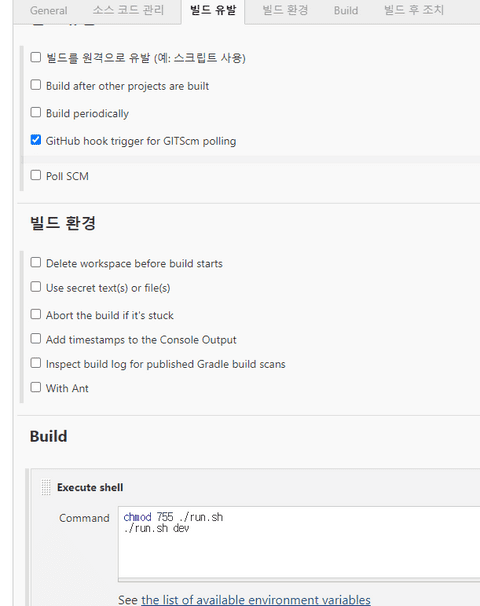 General 소스 코드 관리 빌드 유발 빌드 환경 Build 빌드 후 조치
빌드를 원격으로 유발 (예: 스크립트 사용)
Build after other projects are built
Build periodically
GitHub hook trigger for GITScm polling
Poll SCM
빌드 환경
Delete workspace before build starts
Use secret text(s) or file(s)
Abort the build if it's stuck
Add timestamps to the Console Output
Inspect build log for published Gradle build scans
With Ant
Build
Execute shell
Command chmod 755 ./run.sh
./run.sh dev
See the list of available environment variables